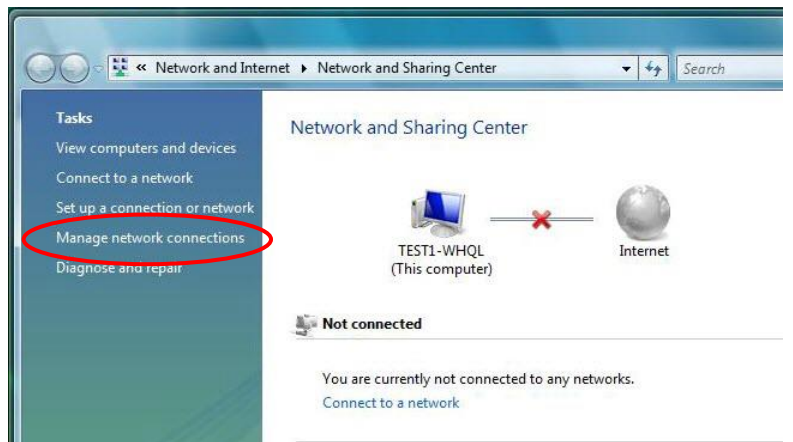 « Network and Internet ▸ Network and Sharing Center
Search
Tasks
View computers and devices
Connect to a network
Set up a connection or network
Manage network connections
Diagnose and repair
Network and Sharing Center
TEST1-WHQL
(This computer)
Internet
Not connected
You are currently not connected to any networks.
Connect to a network